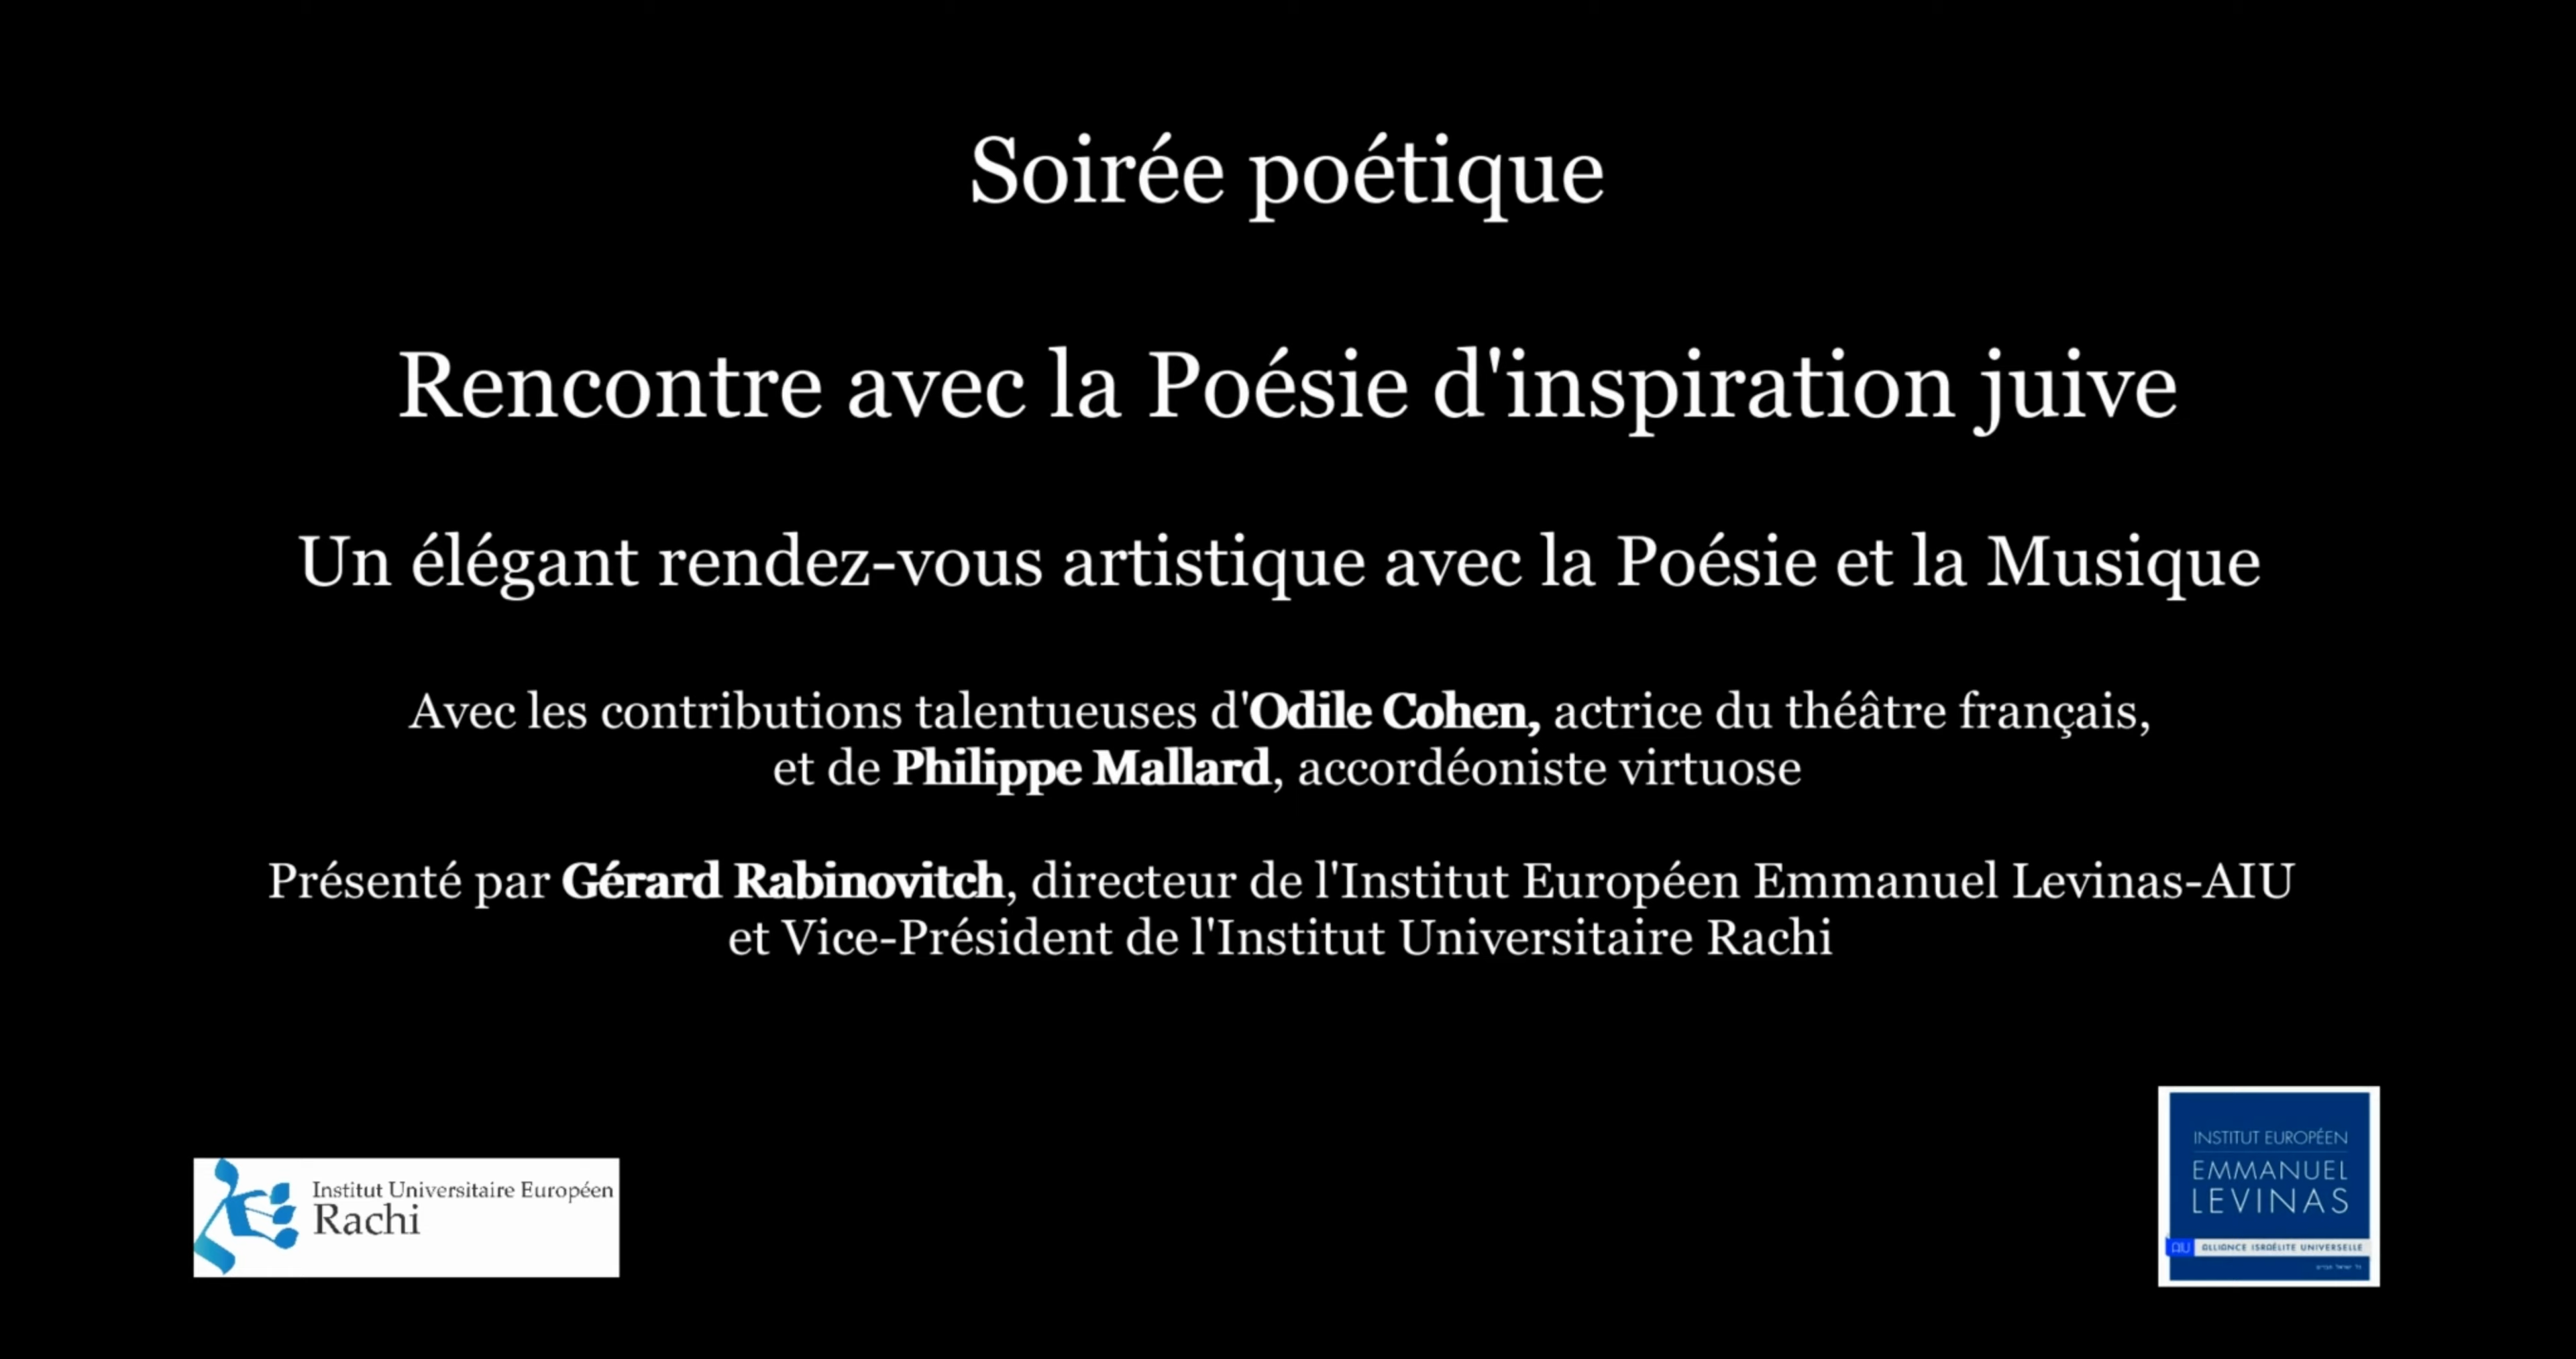 Soirée poétique
Rencontre avec la Poésie d'inspiration juive
Un élégant rendez-vous artistique avec la Poésie et la Musique
Avec les contributions talentueuses d'Odile Cohen, actrice du théâtre français,
et de Philippe Mallard, accordéoniste virtuose
Présenté par Gérard Rabinovitch, directeur de l'Institut Européen Emmanuel Levinas-AIU
et Vice-Président de l'Institut Universitaire Rachi
Institut Universitaire Européen
Rachi
INSTITUT EUROPÉEN
EMMANUEL
LEVINAS
AIU ALLIANCE ISRAÉLITE UNIVERSELLE